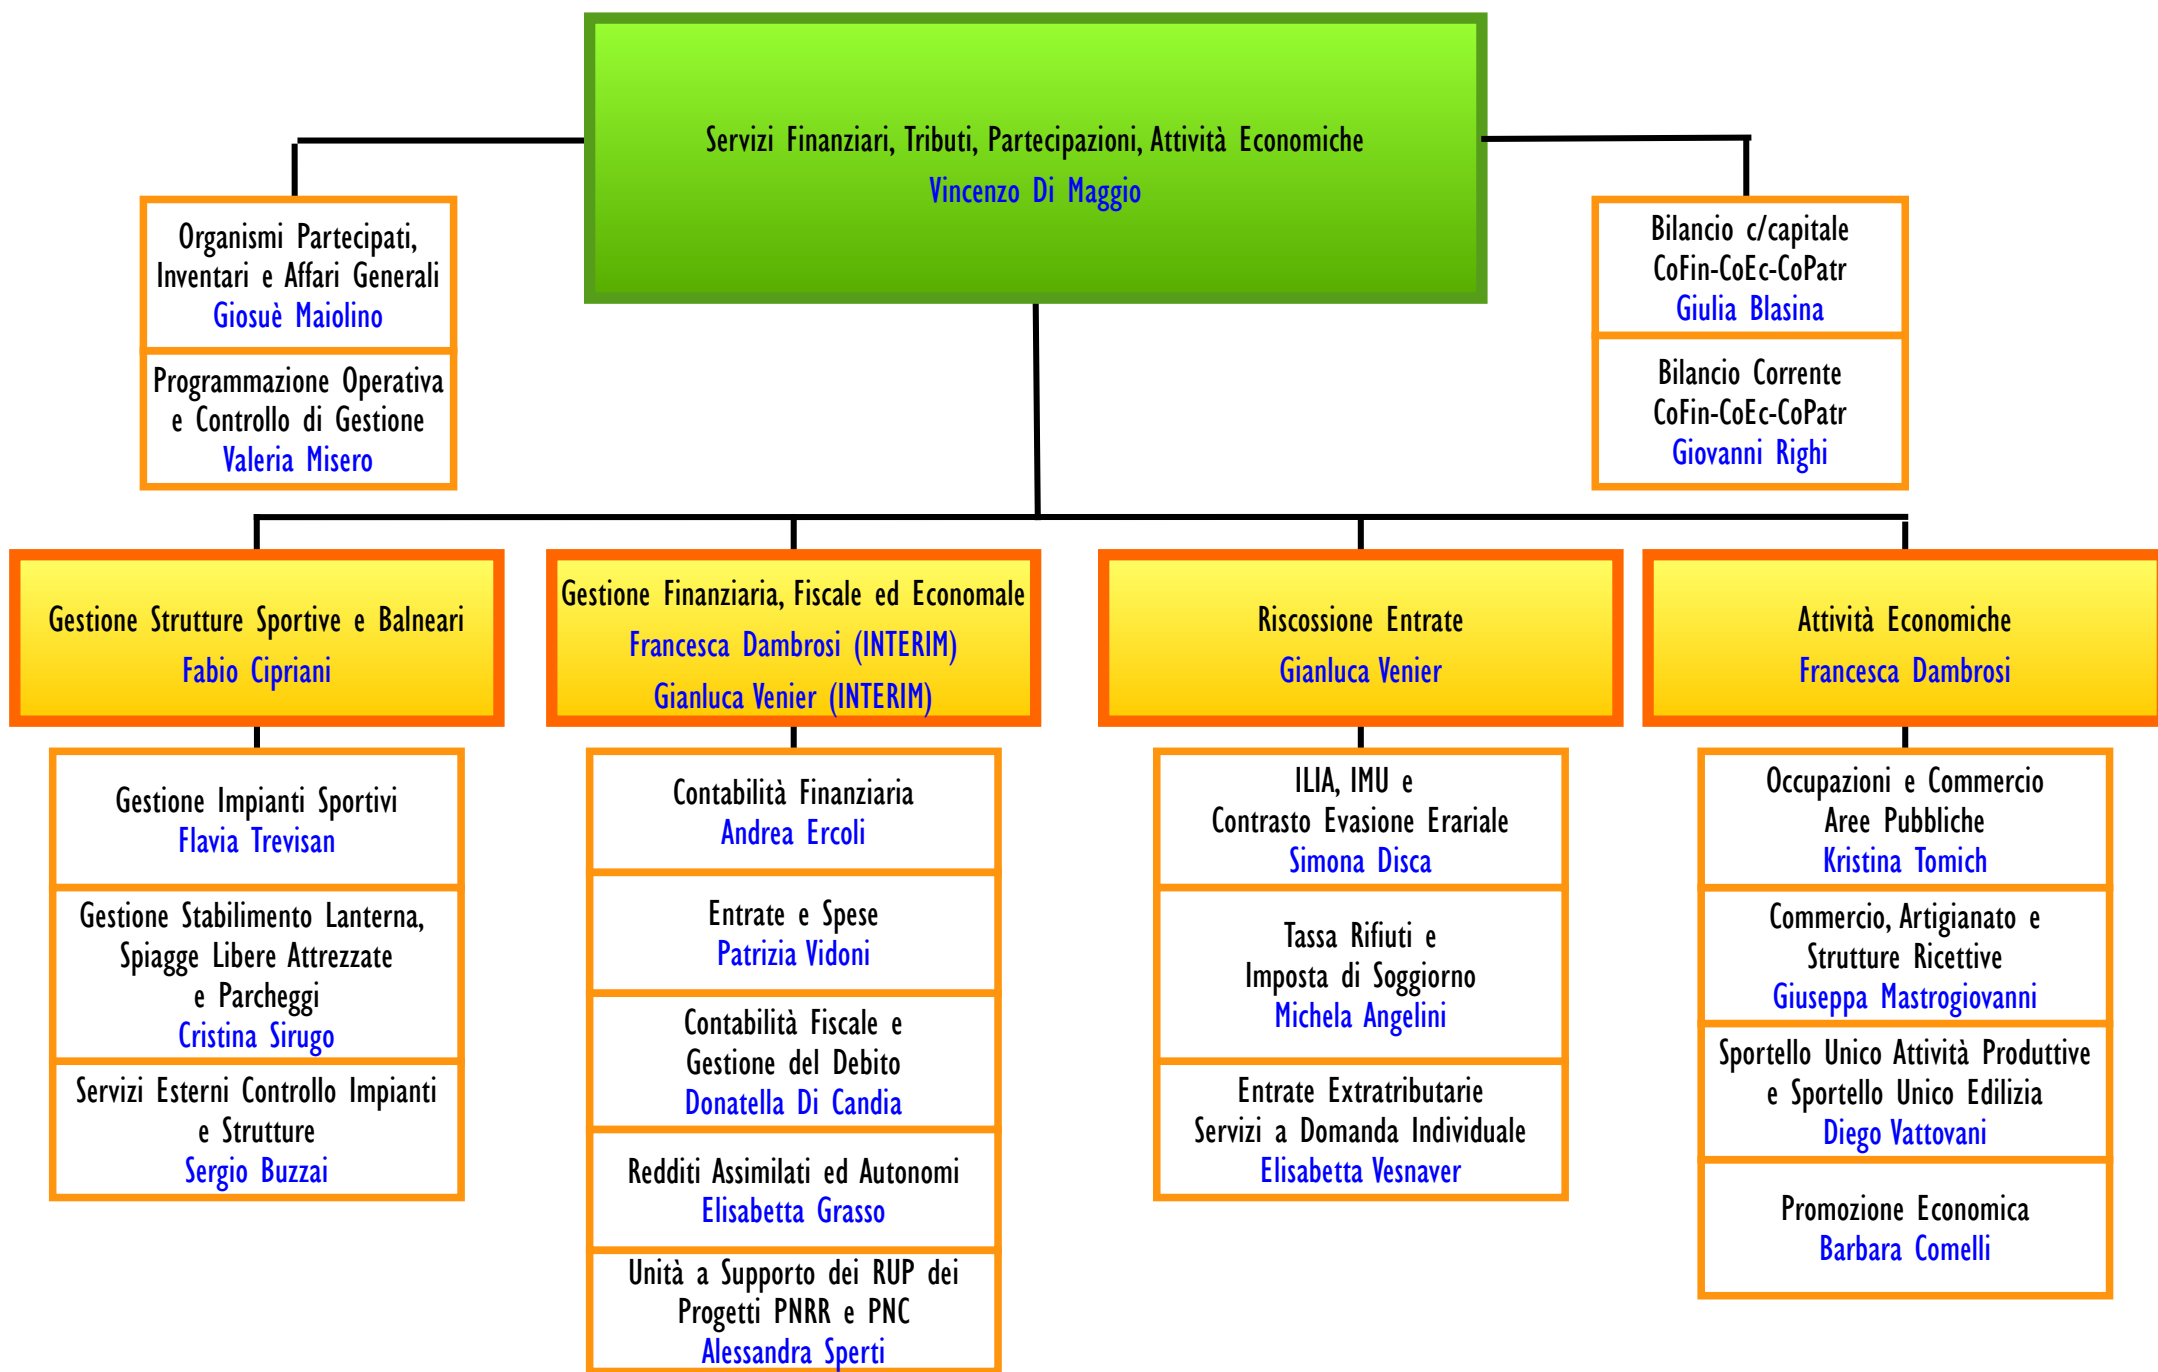 Servizi Finanziari, Tributi, Partecipazioni, Attività Economiche
Vincenzo Di Maggio
Organismi Partecipati,
Inventari e Affari Generali
Giosuè Maiolino
Programmazione Operativa
e Controllo di Gestione
Valeria Misero
Bilancio c/capitale
CoFin-CoEc-CoPatr
Giulia Blasina
Bilancio Corrente
CoFin-CoEc-CoPatr
Giovanni Righi
Gestione Strutture Sportive e Balneari
Fabio Cipriani
Gestione Impianti Sportivi
Flavia Trevisan
Gestione Stabilimento Lanterna,
Spiagge Libere Attrezzate
e Parcheggi
Cristina Sirugo
Servizi Esterni Controllo Impianti
e Strutture
Sergio Buzzai
Gestione Finanziaria, Fiscale ed Economale
Francesca Dambrosi (INTERIM)
Gianluca Venier (INTERIM)
Contabilità Finanziaria
Andrea Ercoli
Entrate e Spese
Patrizia Vidoni
Contabilità Fiscale e
Gestione del Debito
Donatella Di Candia
Redditi Assimilati ed Autonomi
Elisabetta Grasso
Unità a Supporto dei RUP dei
Progetti PNRR e PNC
Alessandra Sperti
Riscossione Entrate
Gianluca Venier
ILIA, IMU e
Contrasto Evasione Erariale
Simona Disca
Tassa Rifiuti e
Imposta di Soggiorno
Michela Angelini
Entrate Extratributarie
Servizi a Domanda Individuale
Elisabetta Vesnaver
Attività Economiche
Francesca Dambrosi
Occupazioni e Commercio
Aree Pubbliche
Kristina Tomich
Commercio, Artigianato e
Strutture Ricettive
Giuseppa Mastrogiovanni
Sportello Unico Attività Produttive
e Sportello Unico Edilizia
Diego Vattovani
Promozione Economica
Barbara Comelli